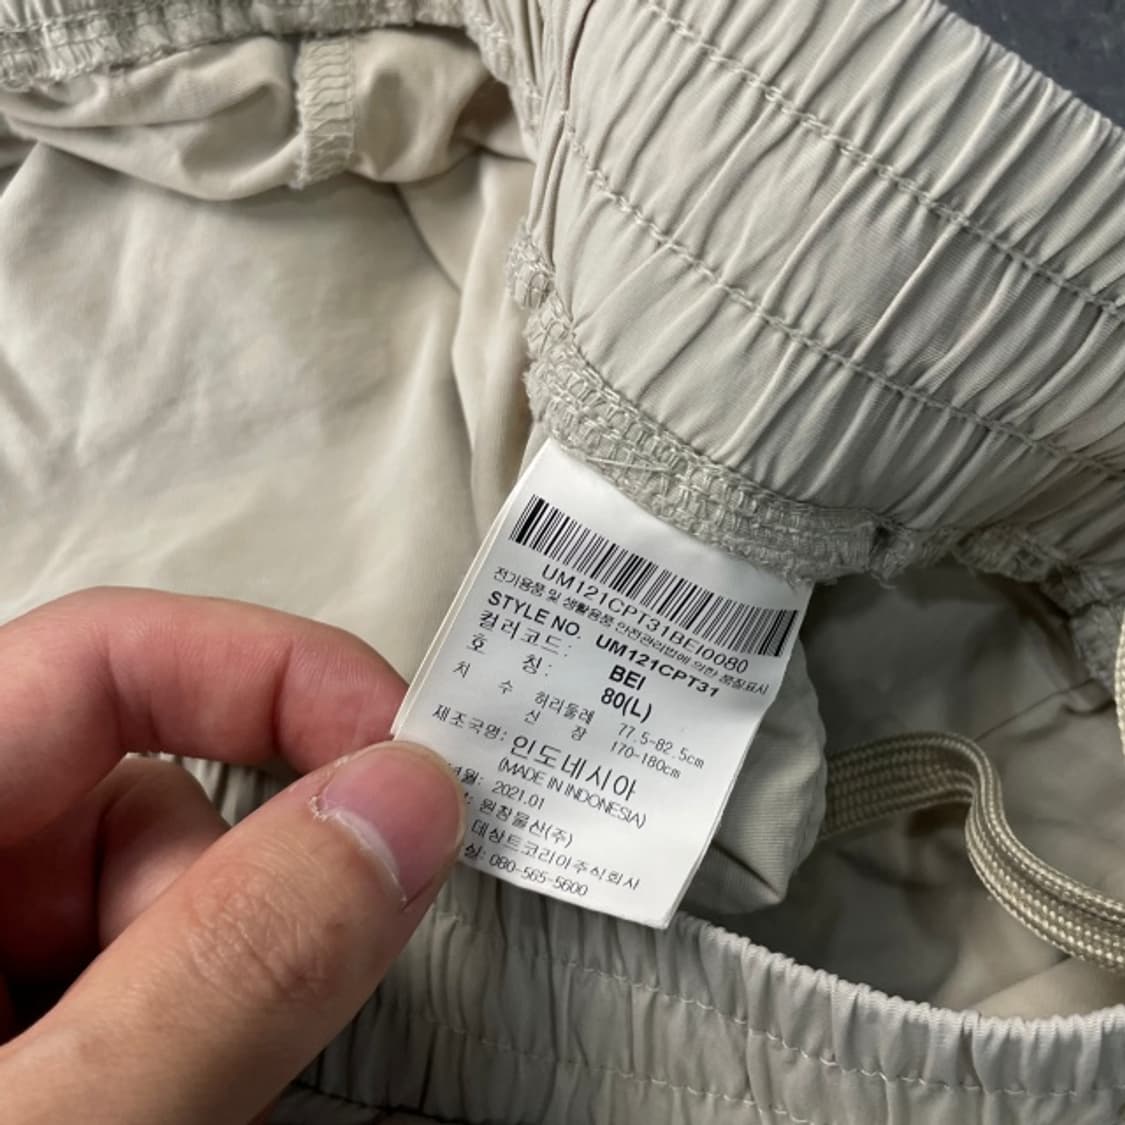 UM121CPT31BEI0080
전기용품 및 생활용품 안전관리법에 의한 품질표시
STYLE NO. UM121CPT31
컬러코드: BEI
호 칭: 80(L)
치 수 허리둘레 77.5-82.5cm
신 장 170-180cm
제조국명: 인도네시아
(MADE IN INDONESIA)
년월: 2021.01
원창물산(주)
데상트코리아주식회사
실: 080-565-5600